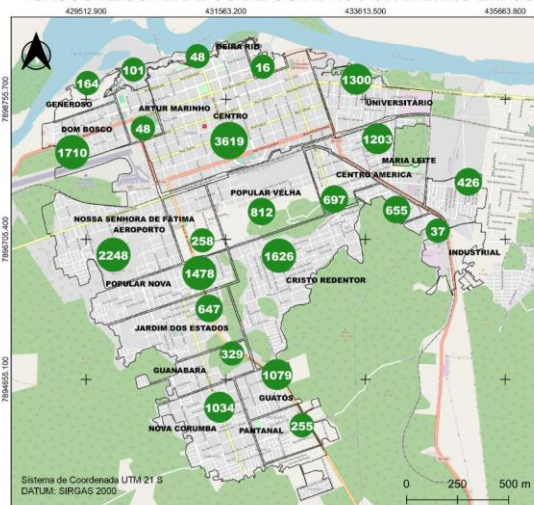 429512.900 431563.200 433613.500 435663.800
7898755.700
7896705.400
7894655.100
BEIRA RIO
48
16
101
164
1300
GENEROSO
ARTUR MARINHO
UNIVERSITÁRIO
CENTRO
DOM BOSCO
48
3619
1203
1710
MARIA LEITE
CENTRO AMERICA
426
POPULAR VELHA
697
655
812
NOSSA SENHORA DE FÁTIMA
AEROPORTO
258
37
2248
1626
INDUSTRIAL
1478
POPULAR NOVA
CRISTO REDENTOR
647
JARDIM DOS ESTADOS
329
GUANABARA
1079
GUATÓS
1034
NOVA CORUMBA
PANTANAL
255
Sistema de Coordenada UTM 21 S
DATUM: SIRGAS 2000
0 250 500 m